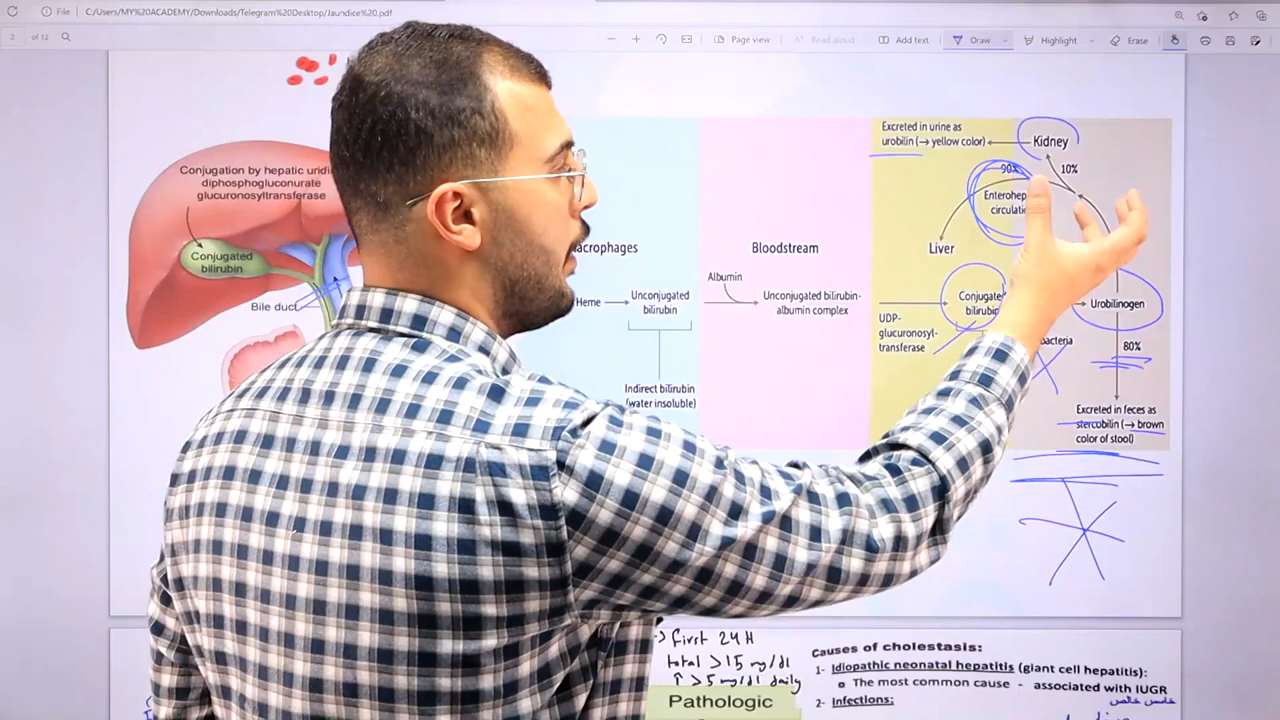 File
C:/Users/MY%20ACADEMY/Downloads/Telegram%20Desktop/Jaundice%20.pdf
2
of 12
Page view
Read aloud
Add text
Draw
Highlight
Erase
Conjugation by hepatic
diphosphogluconurate
glucuronosyltransferase
Conjugated
bilirubin
Bile duct
Heme
Unconjugated
bilirubin
Indirect bilirubin
(water insoluble)
Bloodstream
Albumin
Unconjugated bilirubin-
albumin complex
Excreted in urine as
urobilin (→ yellow color)
Kidney
90%
10%
Liver
UDP-
glucuronosyl-
transferase
bacteria
Urobilinogen
80%
Excreted in feces as
stercobilin (→ brown
color of stool)
First 24 H
total >15 mg/dl
↑ >5 mg/dl daily
Pathologic
Causes of cholestasis:
1- Idiopathic neonatal hepatitis (giant cell hepatitis):
The most common cause - associated with IUGR
2- Infections: